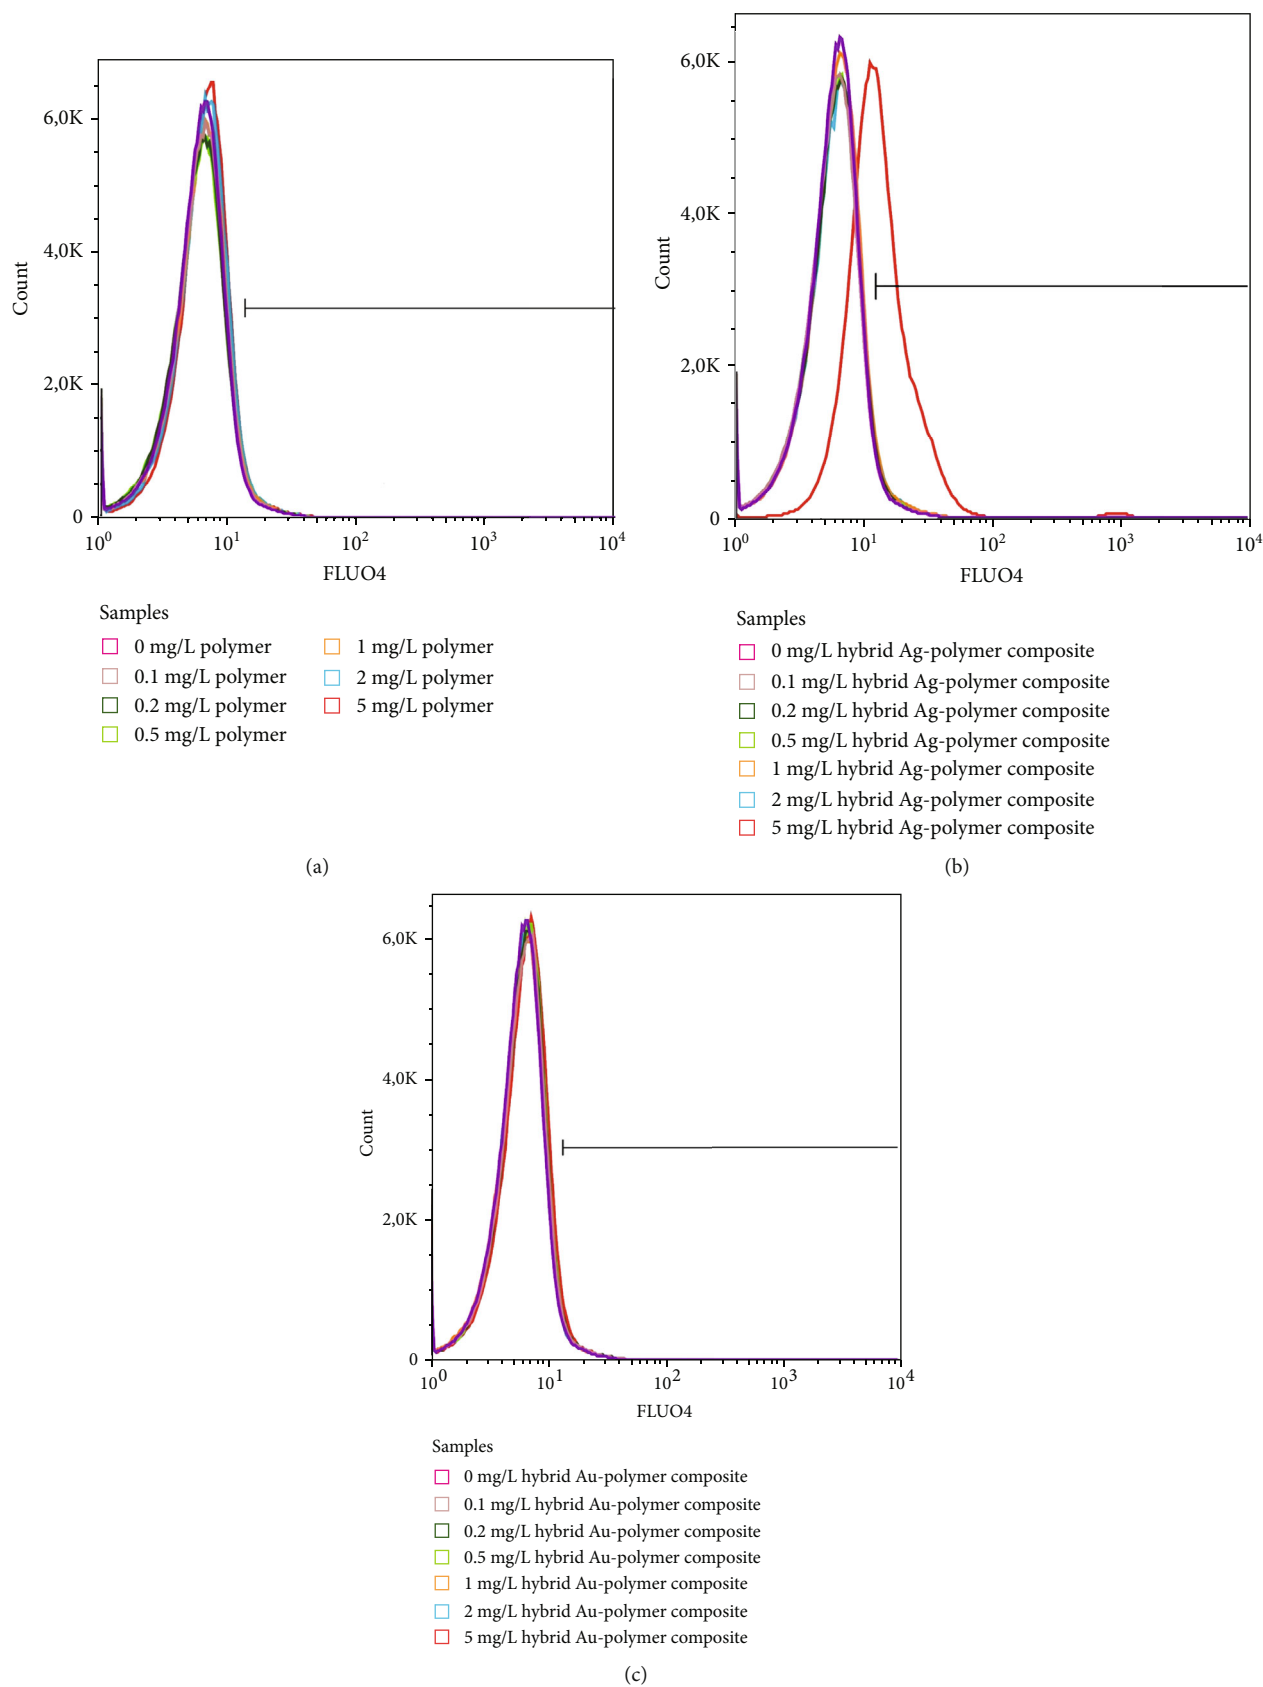 6,0K
4,0K
2,0K
0
Count
10^0 10^1 10^2 10^3 10^4
FLUO4
Samples
0 mg/L polymer
0.1 mg/L polymer
0.2 mg/L polymer
0.5 mg/L polymer
1 mg/L polymer
2 mg/L polymer
5 mg/L polymer
(a)
6,0K
4,0K
2,0K
0
Count
10^0 10^1 10^2 10^3 10^4
FLUO4
Samples
0 mg/L hybrid Ag-polymer composite
0.1 mg/L hybrid Ag-polymer composite
0.2 mg/L hybrid Ag-polymer composite
0.5 mg/L hybrid Ag-polymer composite
1 mg/L hybrid Ag-polymer composite
2 mg/L hybrid Ag-polymer composite
5 mg/L hybrid Ag-polymer composite
(b)
6,0K
4,0K
2,0K
0
Count
10^0 10^1 10^2 10^3 10^4
FLUO4
Samples
0 mg/L hybrid Au-polymer composite
0.1 mg/L hybrid Au-polymer composite
0.2 mg/L hybrid Au-polymer composite
0.5 mg/L hybrid Au-polymer composite
1 mg/L hybrid Au-polymer composite
2 mg/L hybrid Au-polymer composite
5 mg/L hybrid Au-polymer composite
(c)